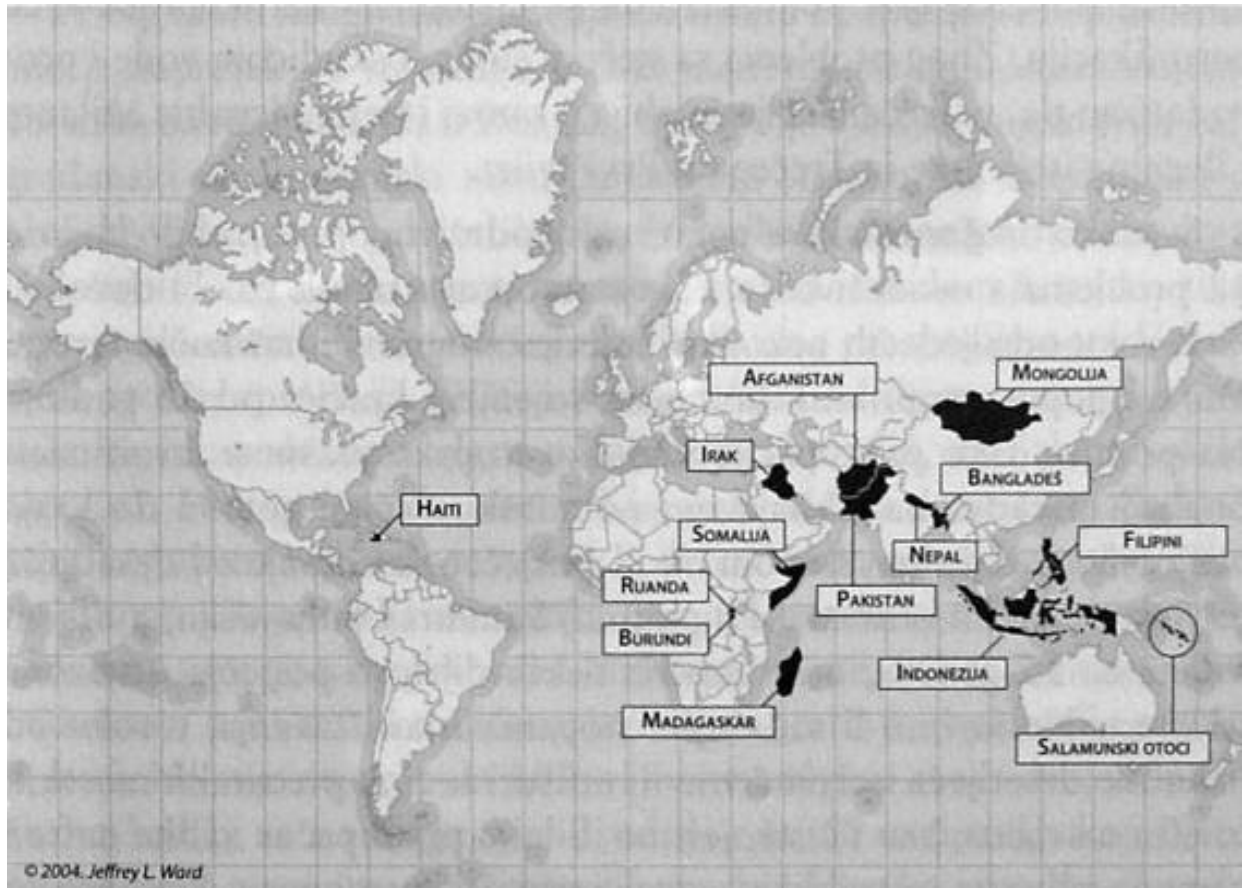 AFGANISTAN
MONGOLIJA
IRAK
BANGLADEŠ
HAITI
SOMALIJA
NEPAL
FILIPINI
RUANDA
PAKISTAN
BURUNDI
INDONEZIJA
MADAGASKAR
SALAMUNSKI OTOCI
© 2004. Jeffrey L. Ward